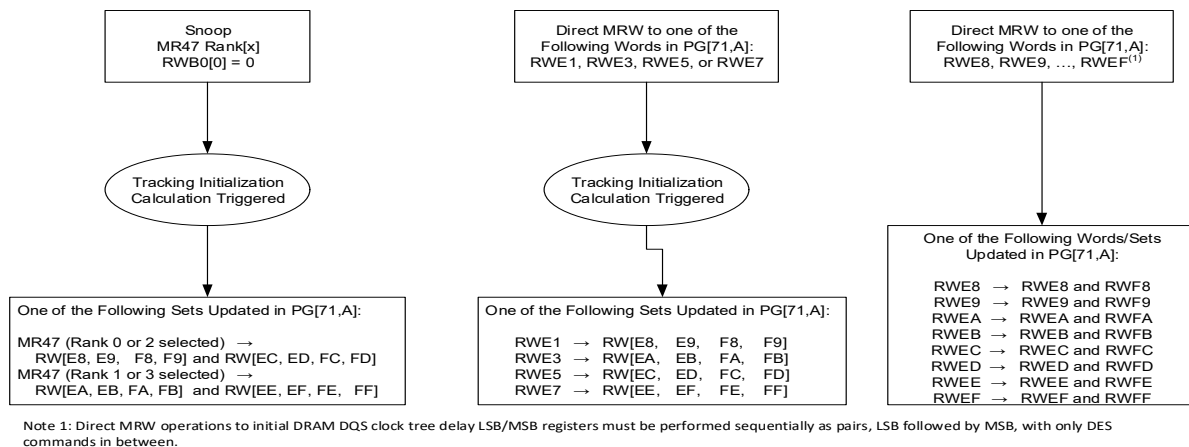 Snoop
MR47 Rank[x]
RWB0[0] = 0
Direct MRW to one of the
Following Words in PG[71,A]:
RWE1, RWE3, RWE5, or RWE7
Direct MRW to one of the
Following Words in PG[71,A]:
RWE8, RWE9, …, RWEF(1)
Tracking Initialization
Calculation Triggered
Tracking Initialization
Calculation Triggered
One of the Following Sets Updated in PG[71,A]:
MR47 (Rank 0 or 2 selected) →
RW[E8, E9, F8, F9] and RW[EC, ED, FC, FD]
MR47 (Rank 1 or 3 selected) →
RW[EA, EB, FA, FB] and RW[EE, EF, FE, FF]
One of the Following Sets Updated in PG[71,A]:
RWE1 → RW[E8, E9, F8, F9]
RWE3 → RW[EA, EB, FA, FB]
RWE5 → RW[EC, ED, FC, FD]
RWE7 → RW[EE, EF, FE, FF]
One of the Following Words/Sets
Updated in PG[71,A]:
RWE8 → RWE8 and RWF8
RWE9 → RWE9 and RWF9
RWEA → RWEA and RWFA
RWEB → RWEB and RWFB
RWEC → RWEC and RWFC
RWED → RWED and RWFD
RWEE → RWEE and RWFE
RWEF → RWEF and RWFF
Note 1: Direct MRW operations to initial DRAM DQS clock tree delay LSB/MSB registers must be performed sequentially as pairs, LSB followed by MSB, with only DES
commands in between.